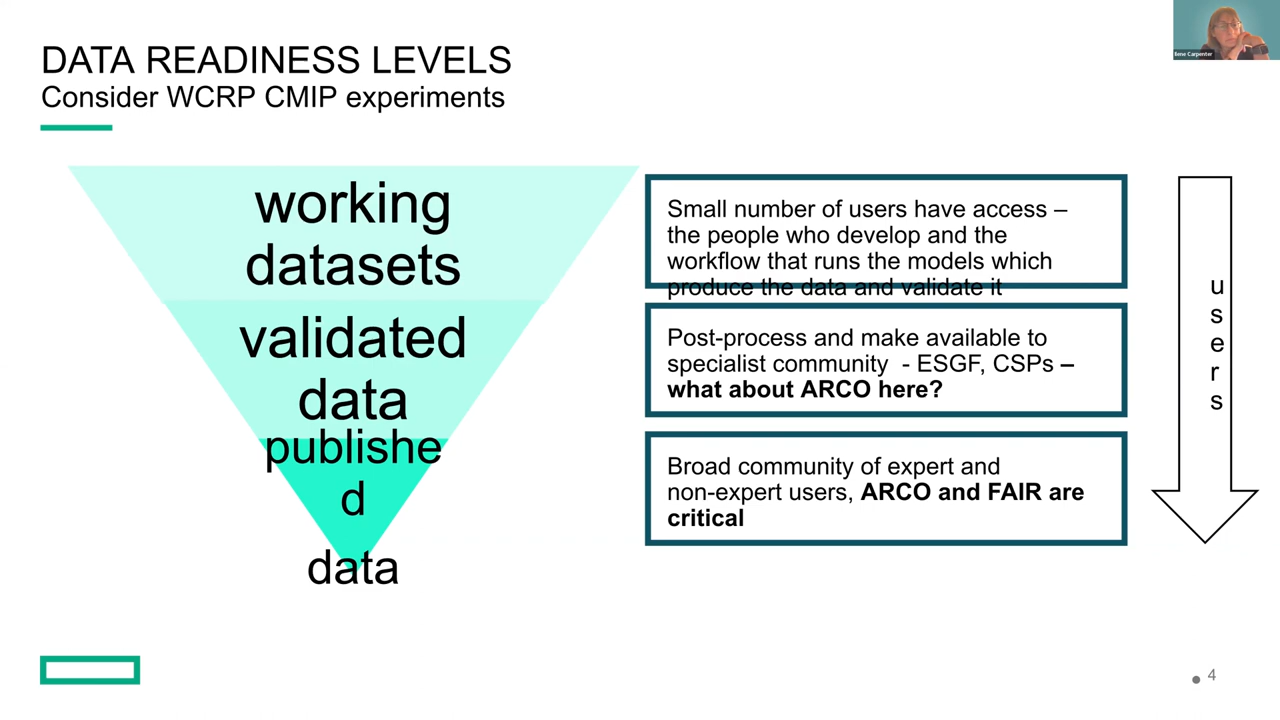 DATA READINESS LEVELS
Consider WCRP CMIP experiments
working
datasets
validated
data
publishe
d
data
Small number of users have access –
the people who develop and the
workflow that runs the models which
produce the data and validate it
Post-process and make available to
specialist community  - ESGF, CSPs –
what about ARCO here?
Broad community of expert and
non-expert users, ARCO and FAIR are
critical
u
s
e
r
s
Ilene Carpenter
4